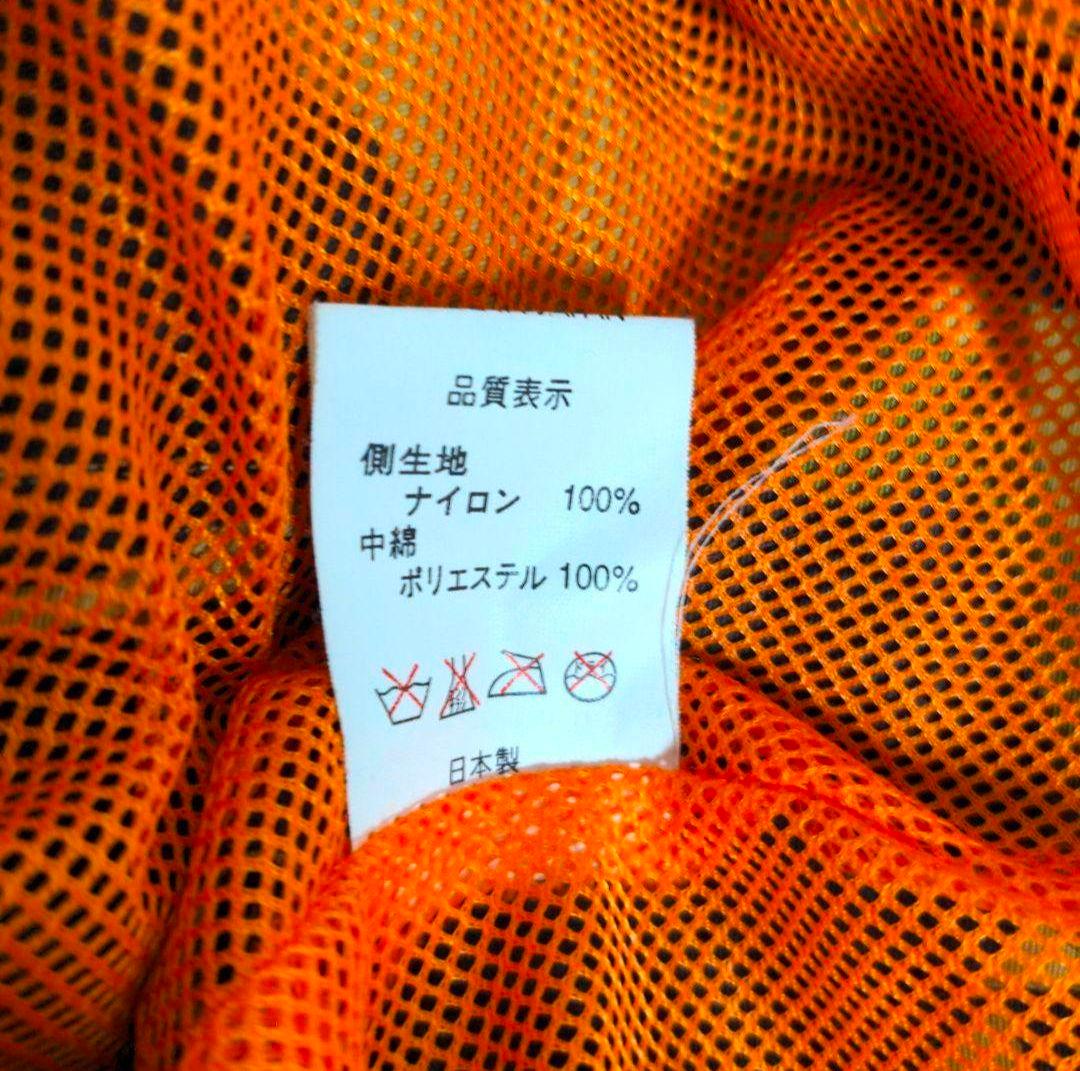 品質表示
側生地
ナイロン 100%
中綿
ポリエステル 100%
日本製